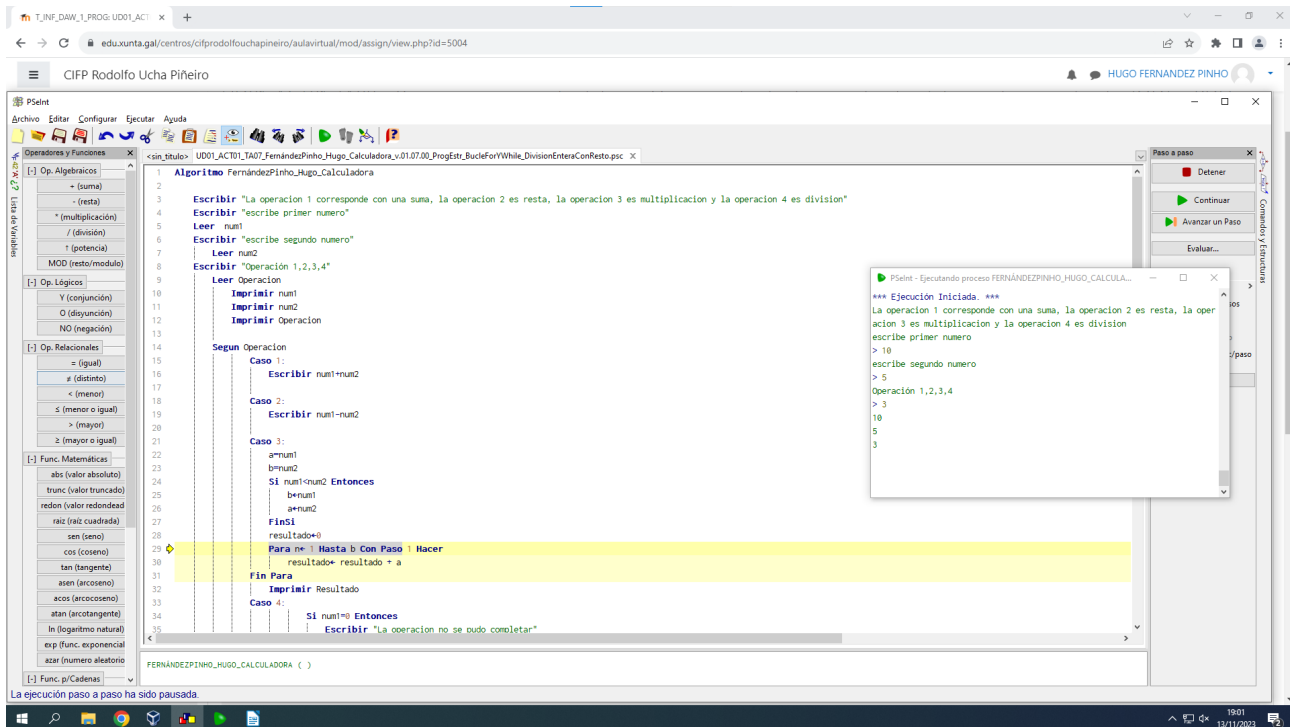 T_INF_DAW_1_PROG: UD01_ACT
edu.xunta.gal/centros/cifprodolfouchapineiro/aulavirtual/mod/assign/view.php?id=5004
CIFP Rodolfo Ucha Piñeiro
HUGO FERNANDEZ PINHO
PSeInt
Archivo Editar Configurar Ejecutar Ayuda
Operadores y Funciones
<sin_titulo> UD01_ACT01_TA07_FernándezPinho_Hugo_Calculadora_v.01.07.00_ProgEstr_BucleForYWhile_DivisionEnteraConResto.psc
Paso a paso
Lista de Variables
[-] Op. Algebraicos
+ (suma)
- (resta)
* (multiplicación)
/ (división)
↑ (potencia)
MOD (resto/modulo)
[-] Op. Lógicos
Y (conjunción)
O (disyunción)
NO (negación)
[-] Op. Relacionales
= (igual)
≠ (distinto)
< (menor)
≤ (menor o igual)
> (mayor)
≥ (mayor o igual)
[-] Func. Matemáticas
abs (valor absoluto)
trunc (valor truncado)
redon (valor redondead
raiz (raíz cuadrada)
sen (seno)
cos (coseno)
tan (tangente)
asen (arcoseno)
acos (arcocoseno)
atan (arcotangente)
ln (logaritmo natural)
exp (func. exponencial
azar (numero aleatorio
[-] Func. p/Cadenas
1 Algoritmo FernándezPinho_Hugo_Calculadora
2
3 Escribir "La operacion 1 corresponde con una suma, la operacion 2 es resta, la operacion 3 es multiplicacion y la operacion 4 es division"
4 Escribir "escribe primer numero"
5 Leer num1
6 Escribir "escribe segundo numero"
7 Leer num2
8 Escribir "Operación 1,2,3,4"
9 Leer Operacion
10 Imprimir num1
11 Imprimir num2
12 Imprimir Operacion
13
14 Segun Operacion
15 Caso 1:
16 Escribir num1+num2
17
18 Caso 2:
19 Escribir num1-num2
20
21 Caso 3:
22 a=num1
23 b=num2
24 Si num1<num2 Entonces
25 b←num1
26 a←num2
27 FinSi
28 resultado←0
29 Para n← 1 Hasta b Con Paso 1 Hacer
30 resultado← resultado + a
31 Fin Para
32 Imprimir Resultado
33 Caso 4:
34 Si num1=0 Entonces
35 Escribir "La operacion no se pudo completar"
Detener
Continuar
Avanzar un Paso
Evaluar...
sos
/paso
Comandos y Estructuras
PSeInt - Ejecutando proceso FERNÁNDEZPINHO_HUGO_CALCULA...
*** Ejecución Iniciada. ***
La operacion 1 corresponde con una suma, la operacion 2 es resta, la oper
acion 3 es multiplicacion y la operacion 4 es division
escribe primer numero
> 10
escribe segundo numero
> 5
Operación 1,2,3,4
> 3
10
5
3
FERNÁNDEZPINHO_HUGO_CALCULADORA ( )
La ejecución paso a paso ha sido pausada.
19:01
13/11/2023